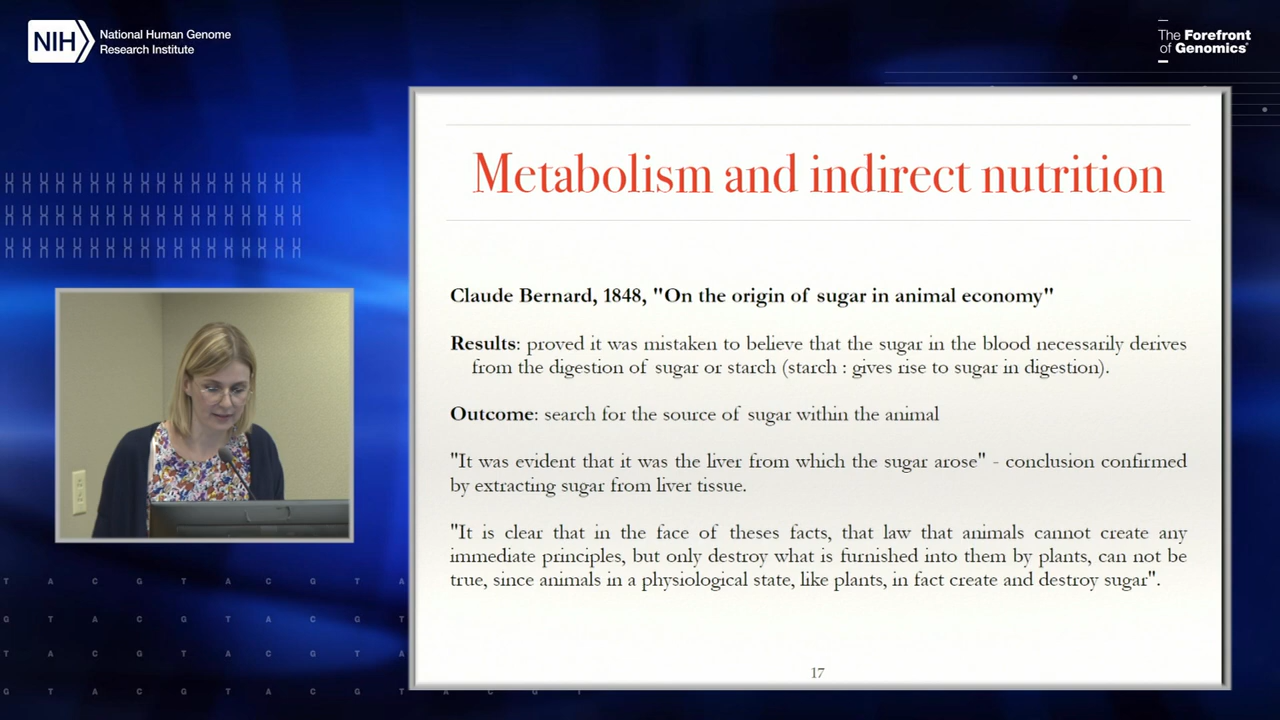 NIH National Human Genome
Research Institute
The Forefront
of Genomics®
Metabolism and indirect nutrition
Claude Bernard, 1848, "On the origin of sugar in animal economy"
Results: proved it was mistaken to believe that the sugar in the blood necessarily derives
from the digestion of sugar or starch (starch : gives rise to sugar in digestion).
Outcome: search for the source of sugar within the animal
"It was evident that it was the liver from which the sugar arose" - conclusion confirmed
by extracting sugar from liver tissue.
"It is clear that in the face of theses facts, that law that animals cannot create any
immediate principles, but only destroy what is furnished into them by plants, can not be
true, since animals in a physiological state, like plants, in fact create and destroy sugar".
17
T A C G T A C G T A
G T A C G T A C G T
T A C G T A C G T A
G T A C G T A C G T A C G T